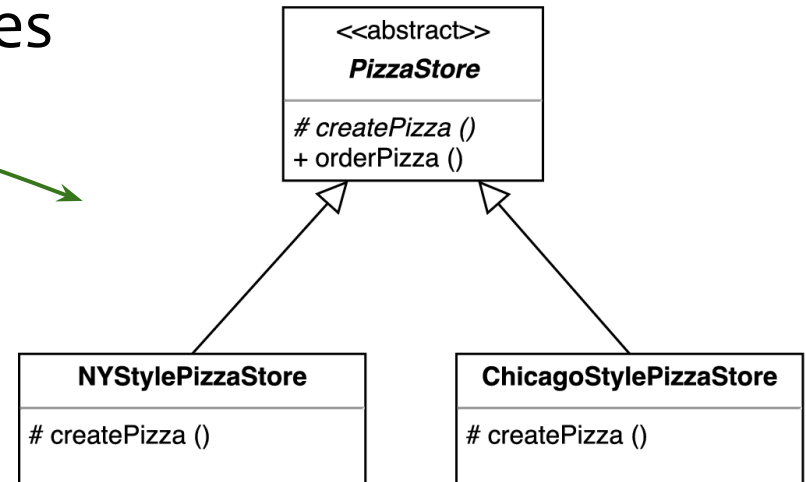 es
<<abstract>>
PizzaStore
# createPizza ()
+ orderPizza ()
NYStylePizzaStore
# createPizza ()
ChicagoStylePizzaStore
# createPizza ()